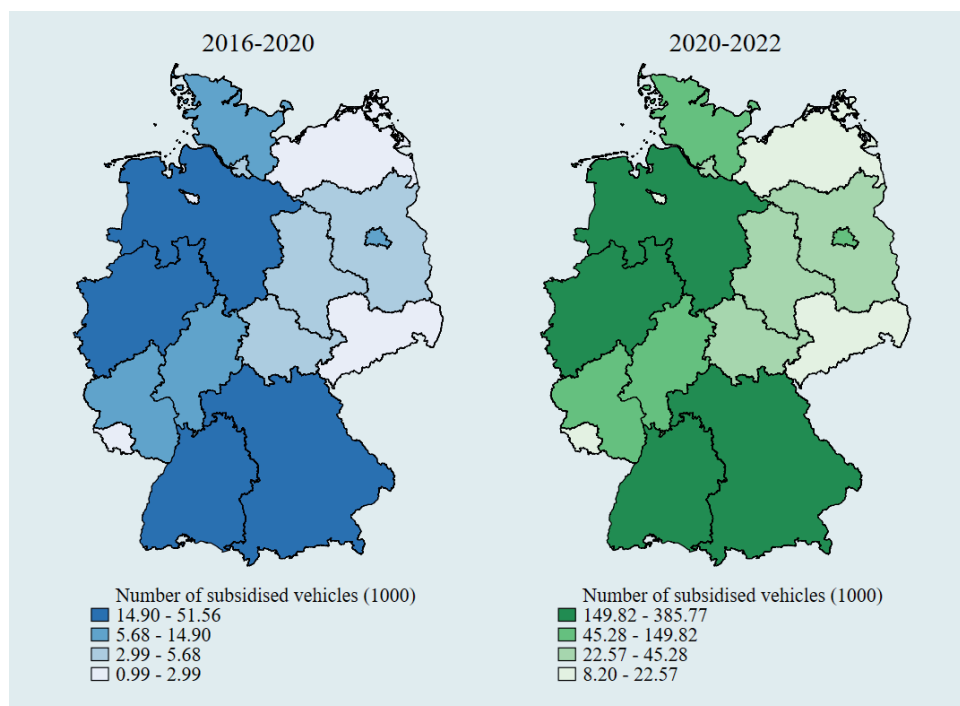 2016-2020
2020-2022
Number of subsidised vehicles (1000)
14.90 - 51.56
5.68 - 14.90
2.99 - 5.68
0.99 - 2.99
Number of subsidised vehicles (1000)
149.82 - 385.77
45.28 - 149.82
22.57 - 45.28
8.20 - 22.57